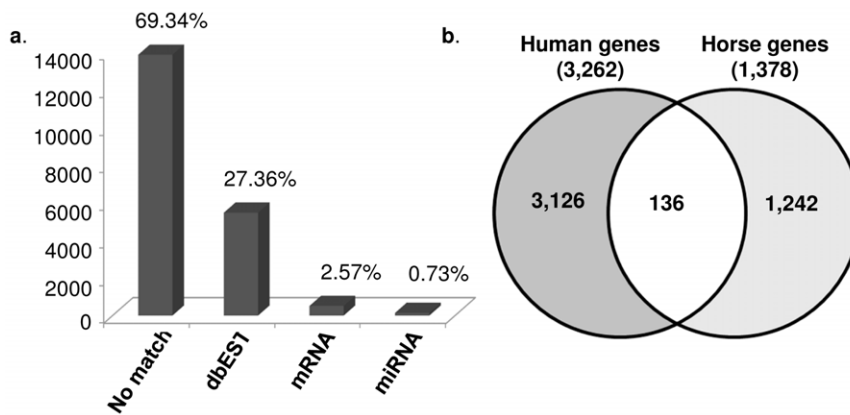 a.
69.34%
27.36%
2.57%
0.73%
14000
12000
10000
8000
6000
4000
2000
0
No match
dbEST
mRNA
miRNA
b.
Human genes
(3,262)
Horse genes
(1,378)
3,126
136
1,242